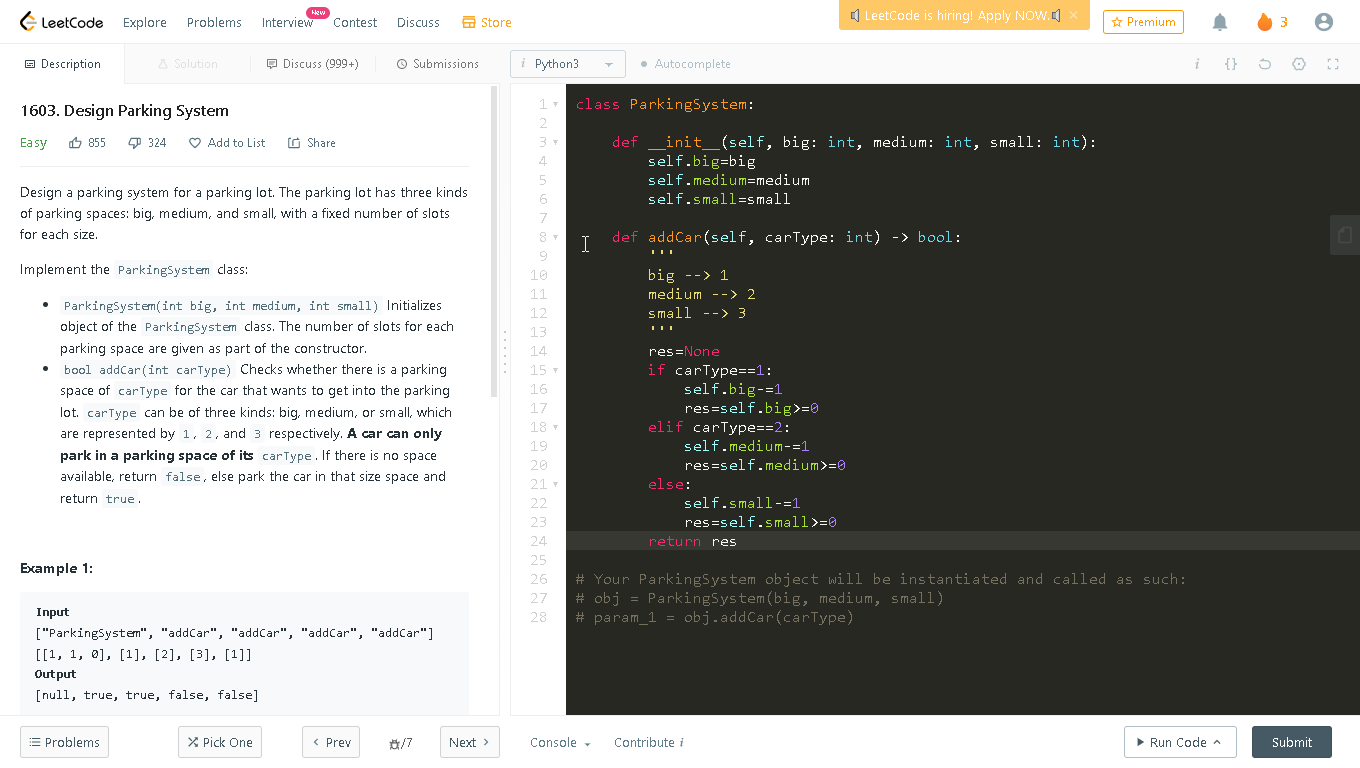 LeetCode
Explore
Problems
Interview
New
Contest
Discuss
Store
LeetCode is hiring! Apply NOW.
×
Premium
3
Description
Solution
Discuss (999+)
Submissions
i Python3
Autocomplete
i
{}
1603. Design Parking System
Easy
855
324
Add to List
Share
Design a parking system for a parking lot. The parking lot has three kinds
of parking spaces: big, medium, and small, with a fixed number of slots
for each size.
Implement the ParkingSystem class:
• ParkingSystem(int big, int medium, int small) Initializes
object of the ParkingSystem class. The number of slots for each
parking space are given as part of the constructor.
• bool addCar(int carType) Checks whether there is a parking
space of carType for the car that wants to get into the parking
lot. carType can be of three kinds: big, medium, or small, which
are represented by 1, 2, and 3 respectively. A car can only
park in a parking space of its carType. If there is no space
available, return false, else park the car in that size space and
return true.
Example 1:
Input
["ParkingSystem", "addCar", "addCar", "addCar", "addCar"]
[[1, 1, 0], [1], [2], [3], [1]]
Output
[null, true, true, false, false]
1 class ParkingSystem:
2
3     def __init__(self, big: int, medium: int, small: int):
4         self.big=big
5         self.medium=medium
6         self.small=small
7
8     def addCar(self, carType: int) -> bool:
9         '''
10         big --> 1
11         medium --> 2
12         small --> 3
13         '''
14         res=None
15         if carType==1:
16             self.big-=1
17             res=self.big>=0
18         elif carType==2:
19             self.medium-=1
20             res=self.medium>=0
21         else:
22             self.small-=1
23             res=self.small>=0
24         return res
25
26 # Your ParkingSystem object will be instantiated and called as such:
27 # obj = ParkingSystem(big, medium, small)
28 # param_1 = obj.addCar(carType)
Problems
Pick One
Prev
/7
Next
Console
Contribute i
Run Code
Submit